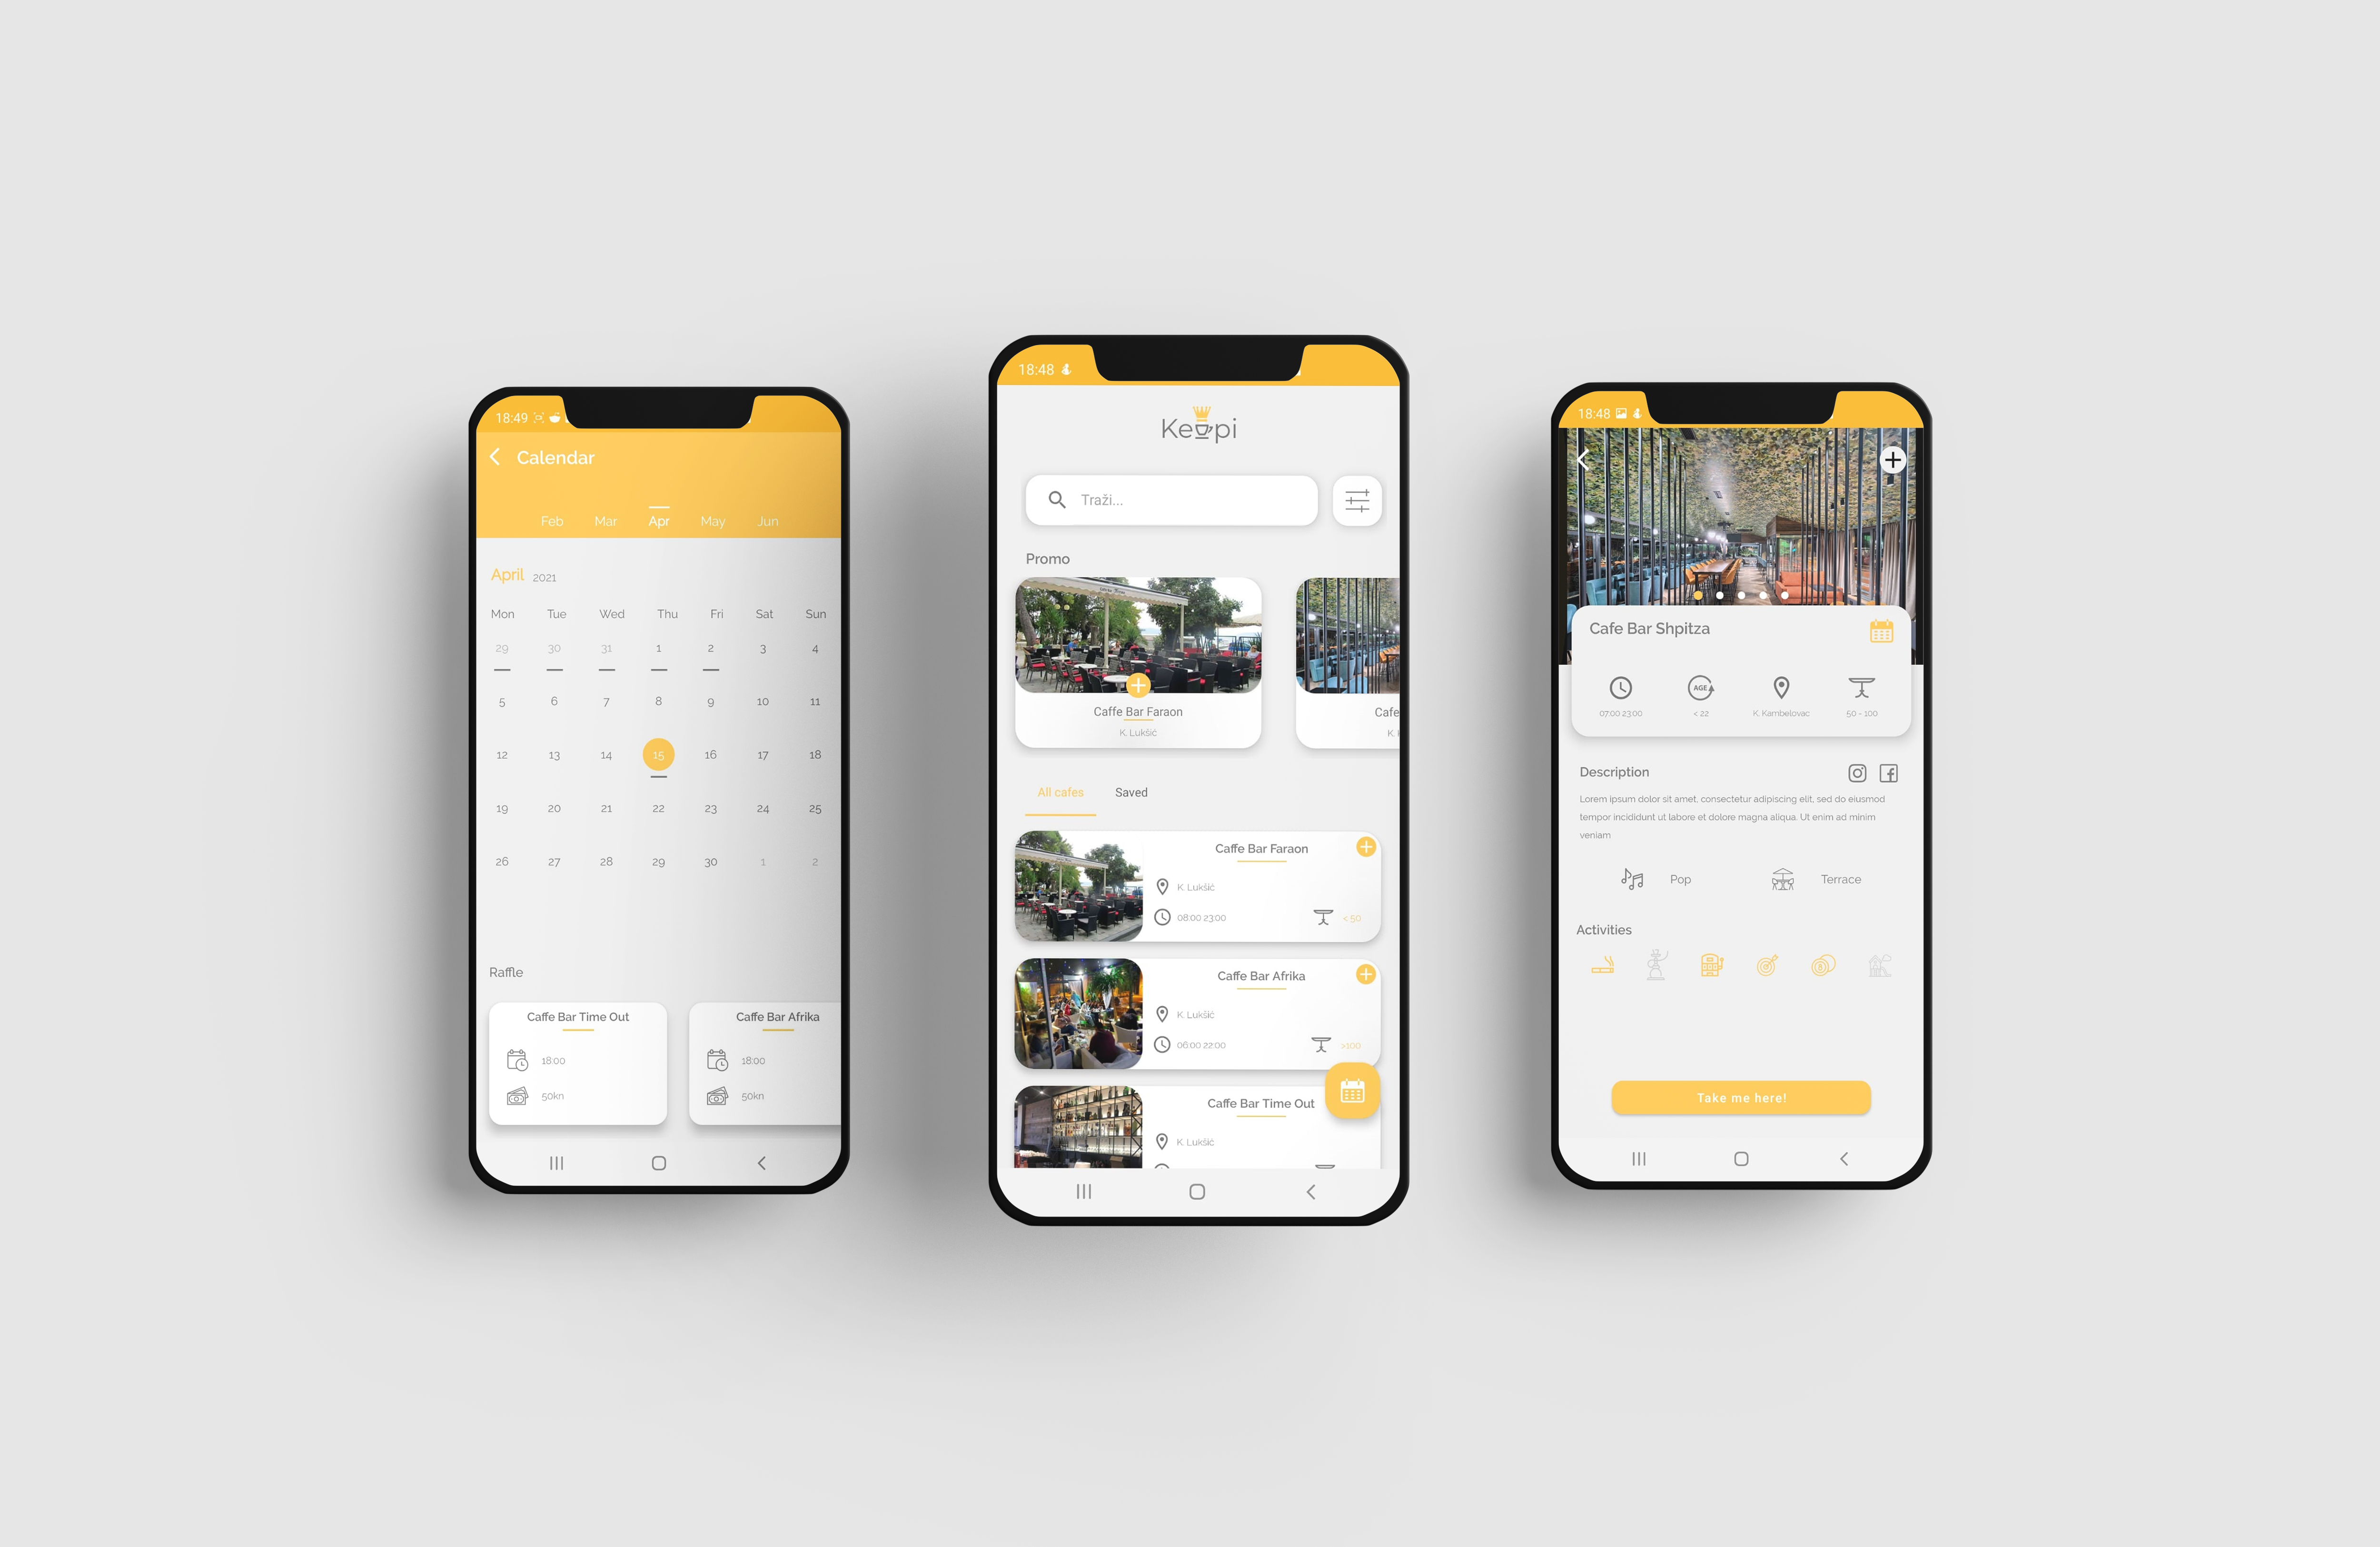 18:49
Calendar
Feb Mar Apr May Jun
April 2021
Mon Tue Wed Thu Fri Sat Sun
29 30 31 1 2 3 4
5 6 7 8 9 10 11
12 13 14 15 16 17 18
19 20 21 22 23 24 25
26 27 28 29 30 1 2
Raffle
Caffe Bar Time Out
18:00
50kn
Caffe Bar Afrika
18:00
50kn
18:48
Keupi
Traži...
Promo
Caffe Bar Faraon
K. Lukšić
Cafe
K.
All cafes Saved
Caffe Bar Faraon
K. Lukšić
08:00 23:00 < 50
Caffe Bar Afrika
K. Lukšić
06:00 22:00 >100
Caffe Bar Time Out
K. Lukšić
18:48
Cafe Bar Shpitza
AGE
07:00 23:00 < 22 K. Kambelovac 50 - 100
Description
Lorem ipsum dolor sit amet, consectetur adipiscing elit, sed do eiusmod
tempor incididunt ut labore et dolore magna aliqua. Ut enim ad minim
veniam
Pop Terrace
Activities
Take me here!